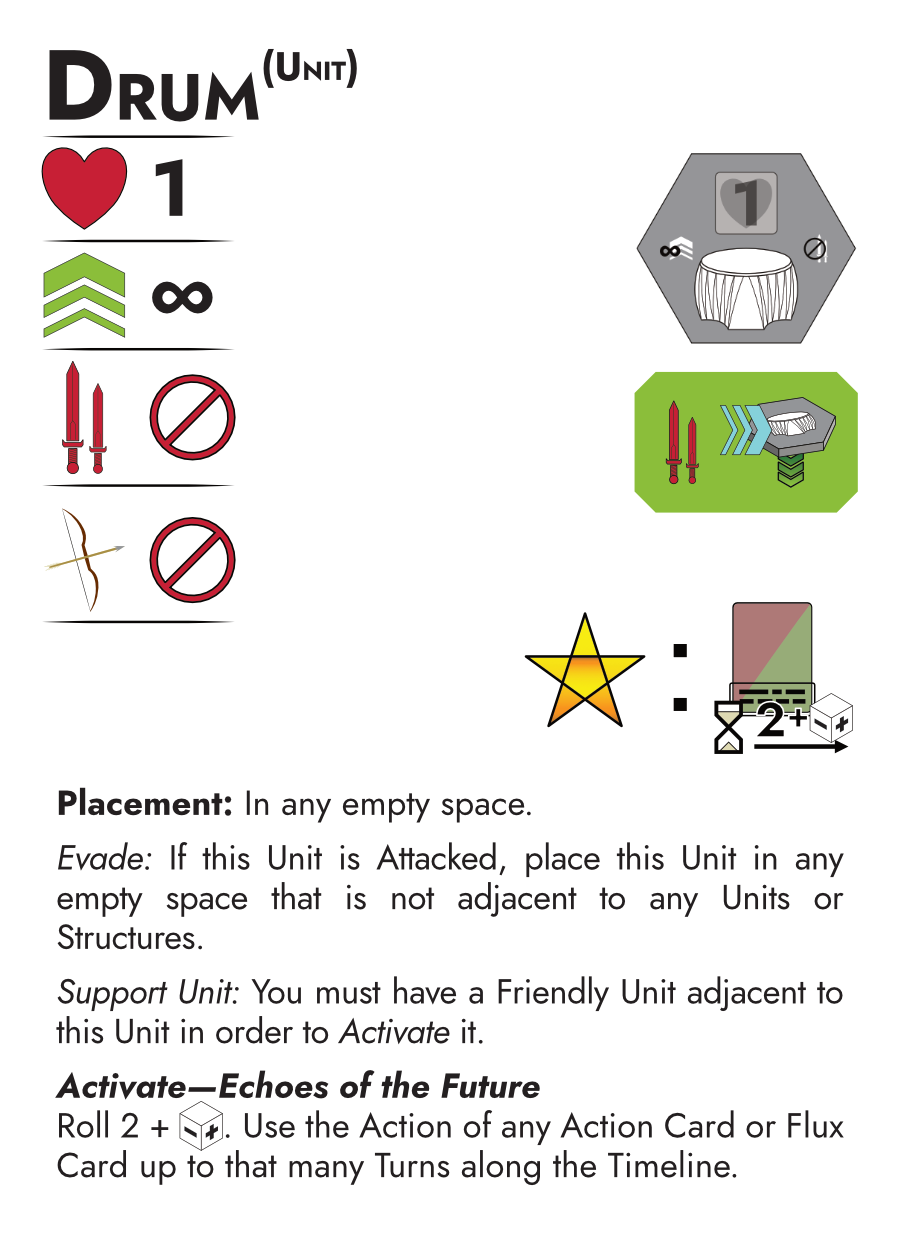 Drum (Unit)
1
∞
1
∞
:
2+
- +
Placement: In any empty space.
Evade: If this Unit is Attacked, place this Unit in any
empty space that is not adjacent to any Units or
Structures.
Support Unit: You must have a Friendly Unit adjacent to
this Unit in order to Activate it.
Activate—Echoes of the Future
Roll 2 + - +. Use the Action of any Action Card or Flux
Card up to that many Turns along the Timeline.